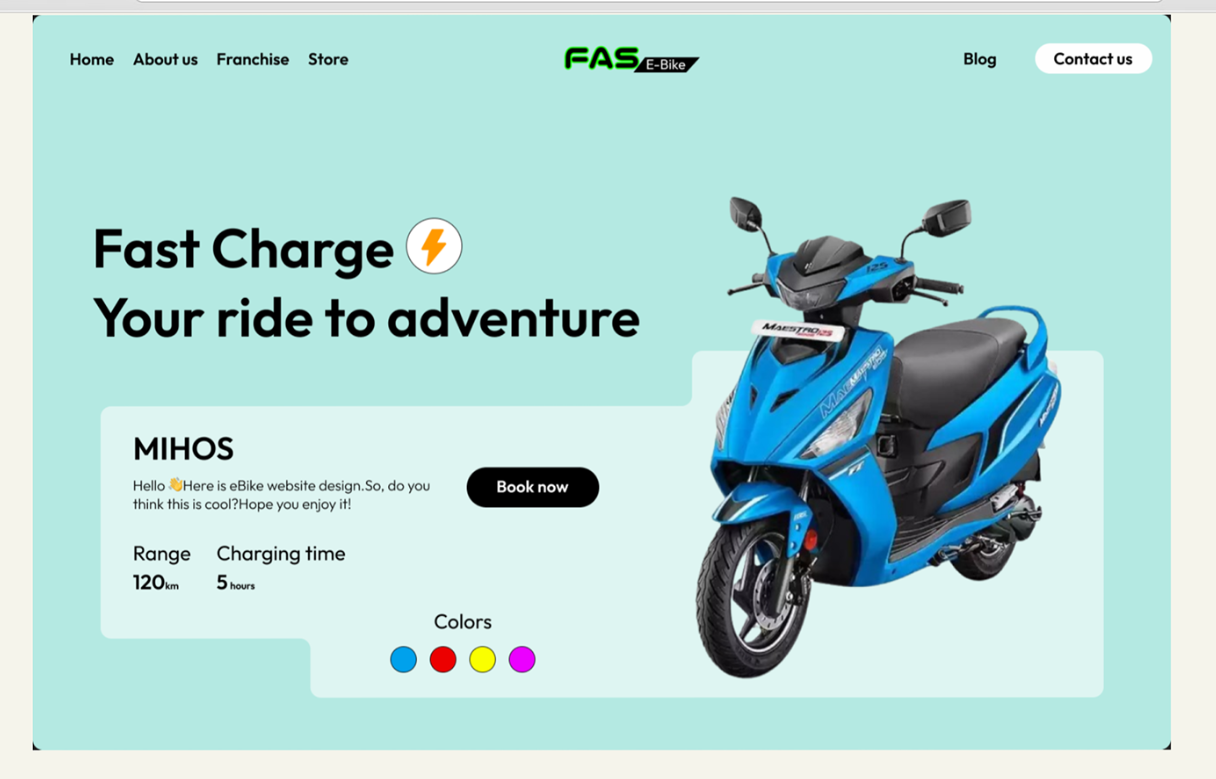 Home About us Franchise Store
FAS E-Bike
Blog Contact us
Fast Charge
Your ride to adventure
125
MAESTRO
MIHOS
Hello 👋Here is eBike website design.So, do you
think this is cool?Hope you enjoy it!
Book now
Range Charging time
120km 5 hours
Colors